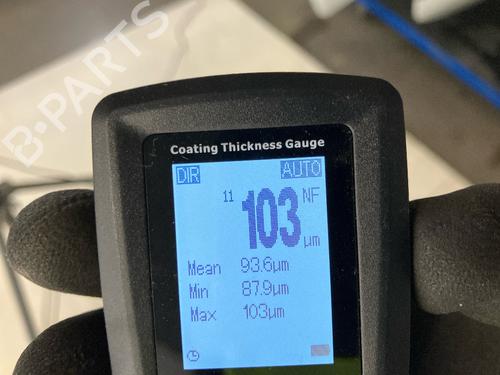 B-PARTS
Coating Thickness Gauge
DIR AUTO
11 103 NF µm
Mean 93.6µm
Min 87.9µm
Max 103µm